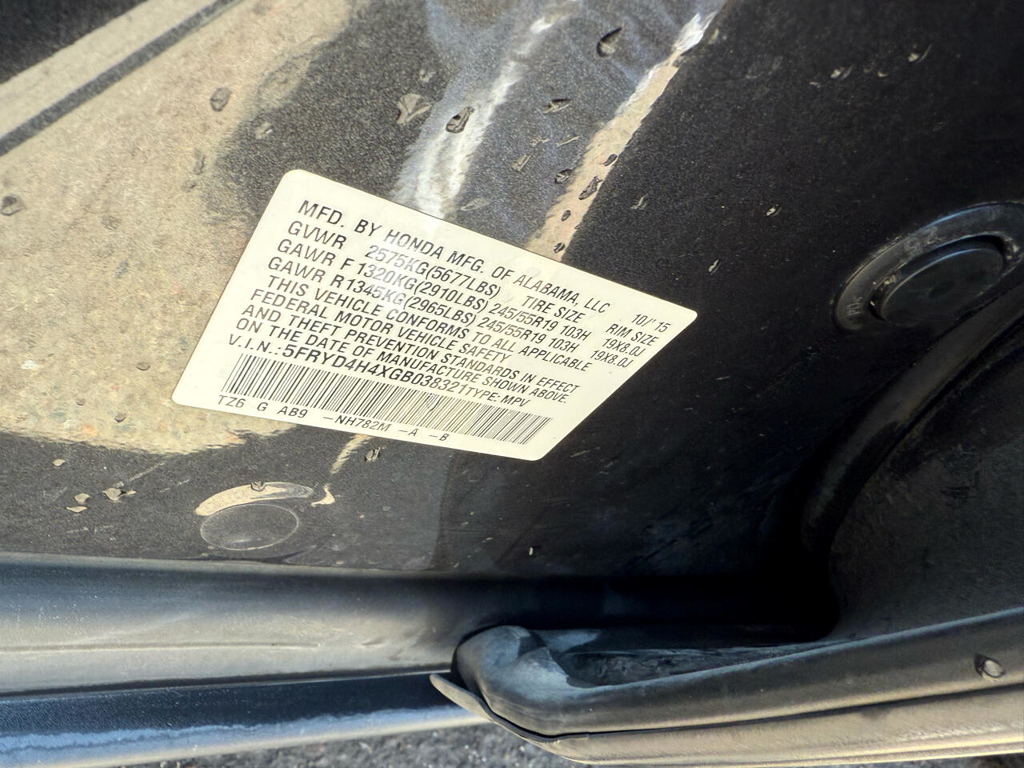 MFD. BY HONDA MFG. OF ALABAMA, LLC 10/'15
GVWR 2575KG(5677LBS) TIRE SIZE RIM SIZE
GAWR F 1320KG(2910LBS) 245/55R19 103H 19X8.0J
GAWR R1345KG(2965LBS) 245/55R19 103H 19X8.0J
THIS VEHICLE CONFORMS TO ALL APPLICABLE
FEDERAL MOTOR VEHICLE SAFETY
AND THEFT PREVENTION STANDARDS IN EFFECT
ON THE DATE OF MANUFACTURE SHOWN ABOVE.
V.I.N.:5FRYD4H4XGB038327TYPE:MPV
TZ6 G AB9 -NH782M -A -B